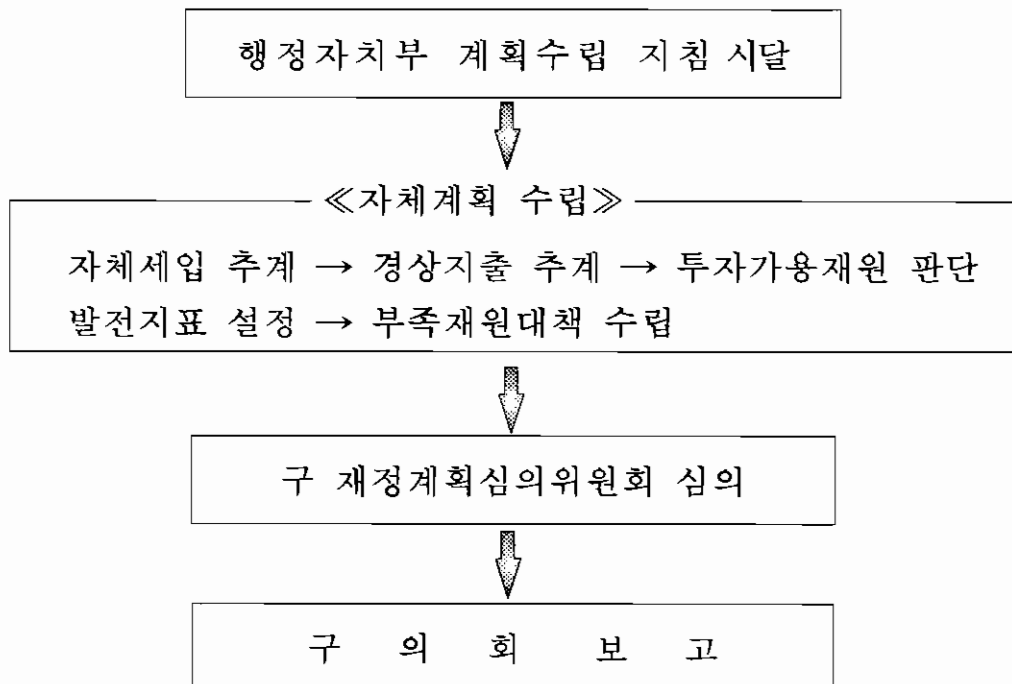 행정자치부 계획수립 지침 시달
≪자체계획 수립≫
자체세입 추계 → 경상지출 추계 → 투자가용재원 판단
발전지표 설정 → 부족재원대책 수립
구 재정계획심의위원회 심의
구 의 회 보 고